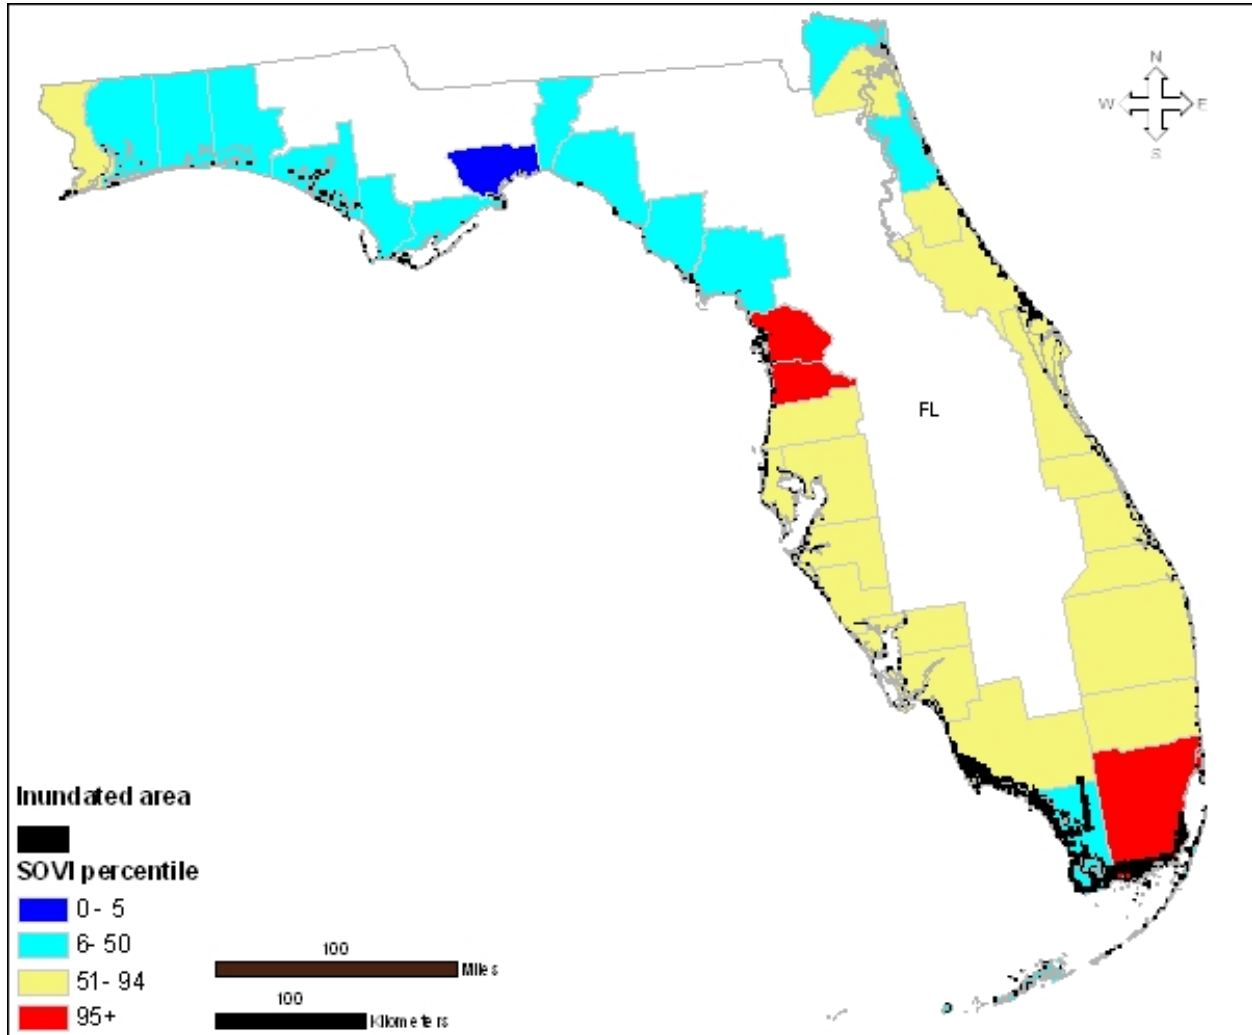 N
W E
S
FL
Inundated area
SOVI percentile
0 - 5
6- 50
51- 94
95+
100
Miles
100
Kilometers